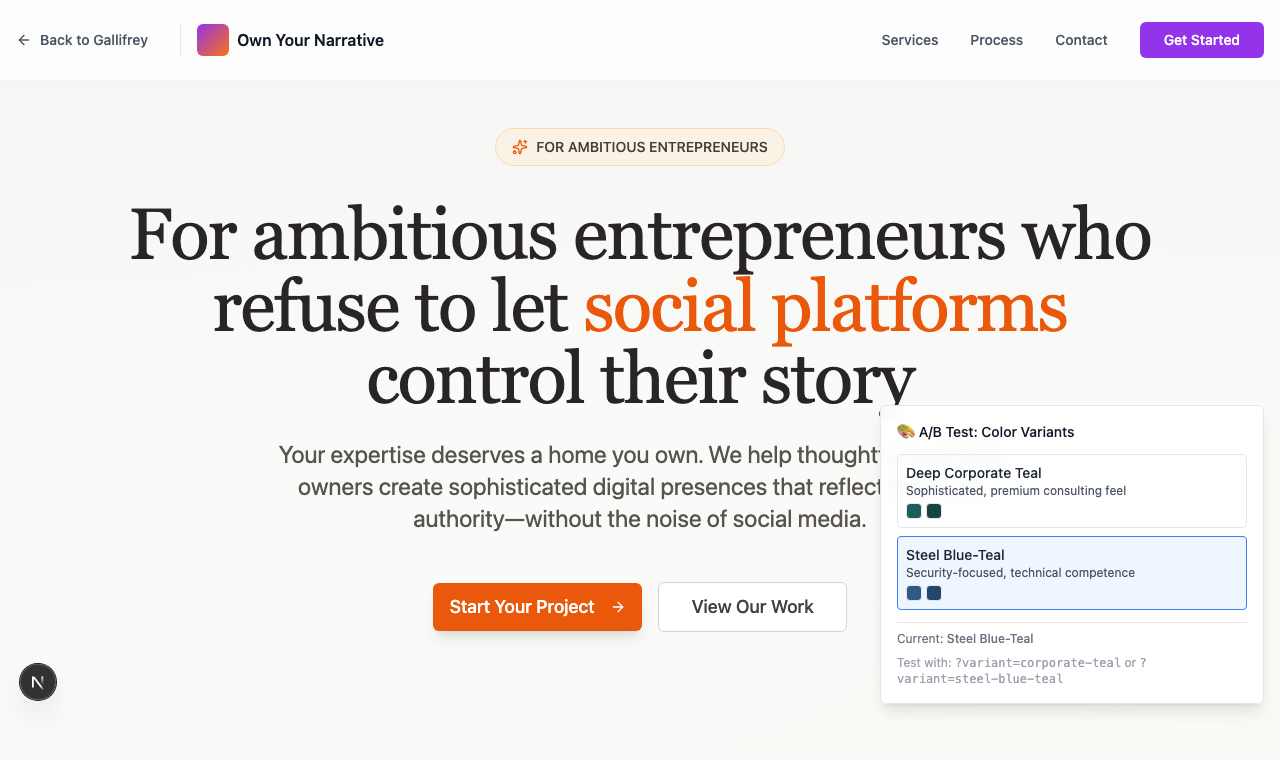 Back to Gallifrey
Own Your Narrative
Services
Process
Contact
Get Started
FOR AMBITIOUS ENTREPRENEURS
For ambitious entrepreneurs who
refuse to let social platforms
control their story
Your expertise deserves a home you own. We help
owners create sophisticated digital presences that reflect
authority—without the noise of social media.
Start Your Project
View Our Work
🎨 A/B Test: Color Variants
Deep Corporate Teal
Sophisticated, premium consulting feel
Steel Blue-Teal
Security-focused, technical competence
Current: Steel Blue-Teal
Test with: ?variant=corporate-teal or ?
variant=steel-blue-teal
N